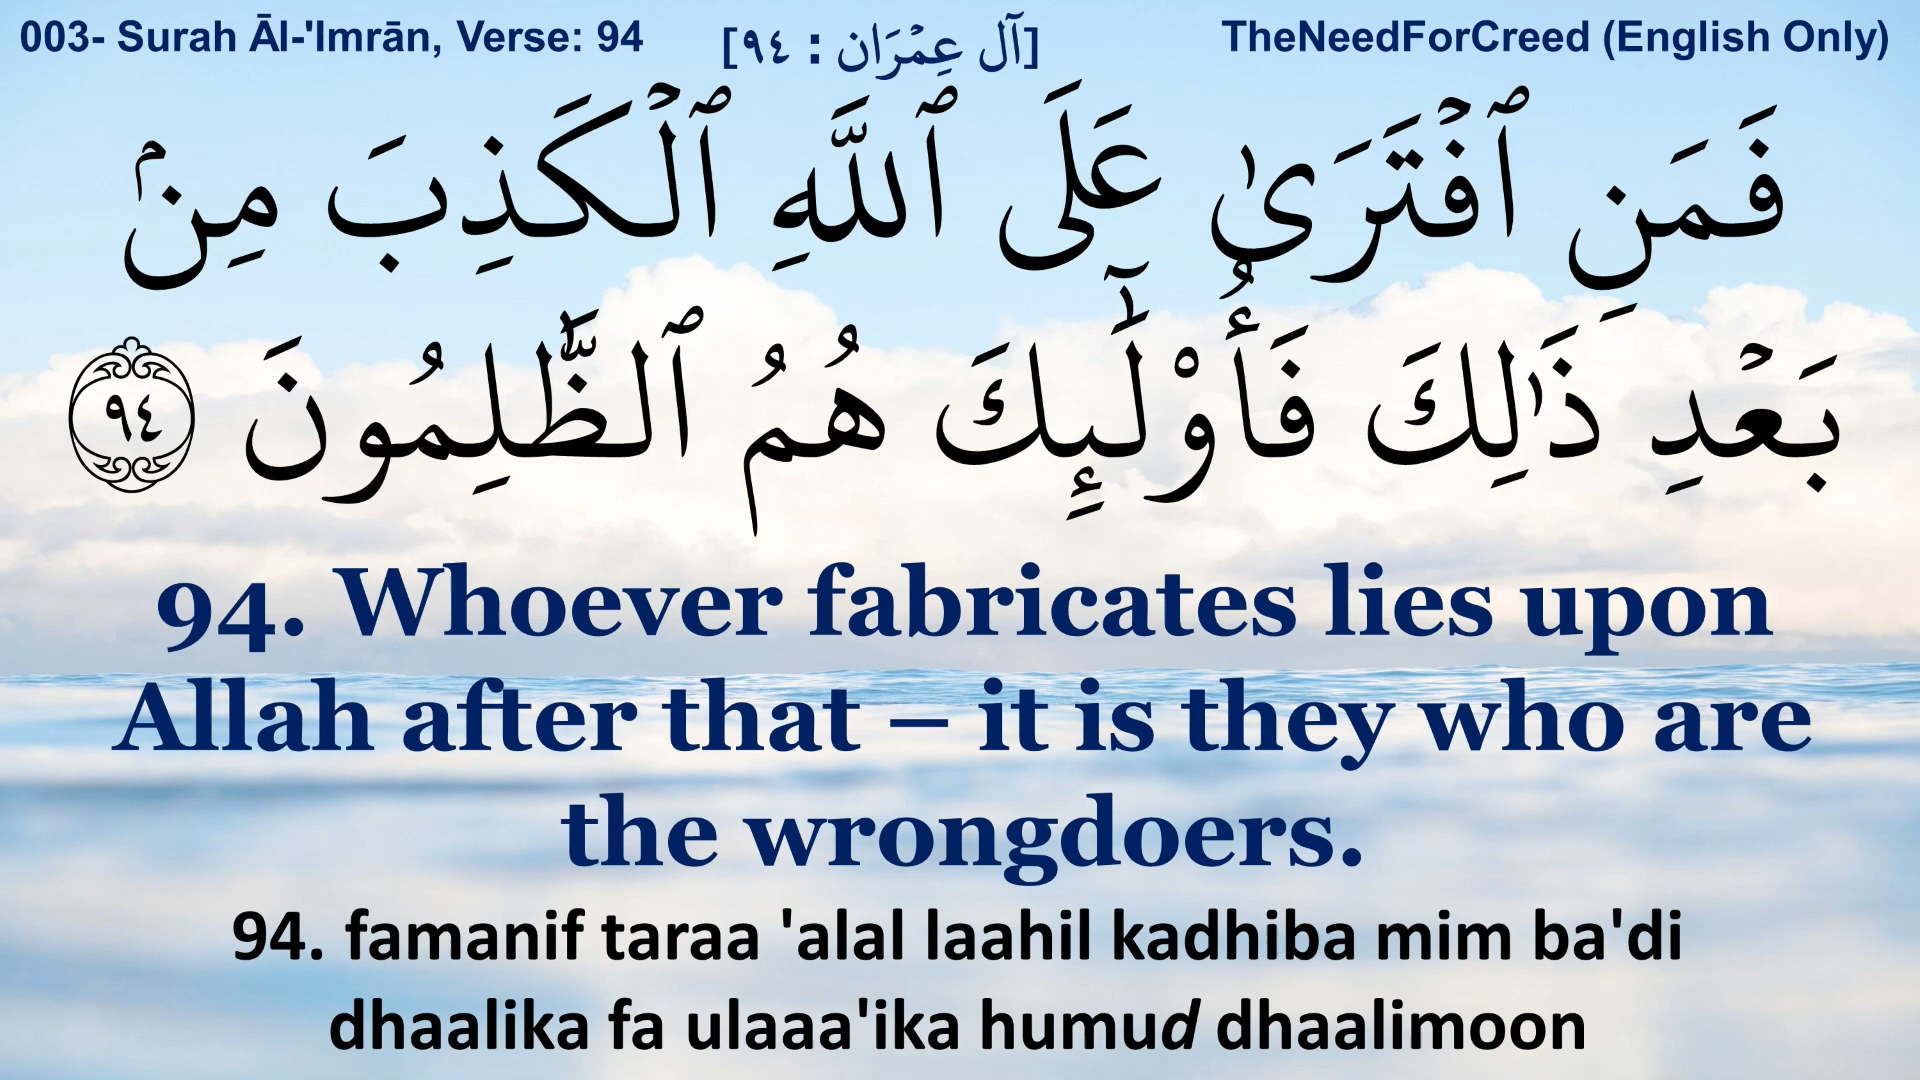 003- Surah Āl-'Imrān, Verse: 94
[آل عِمْرَان : ٩٤]
TheNeedForCreed (English Only)
فَمَنِ ٱفْتَرَىٰ عَلَى ٱللَّهِ ٱلْكَذِبَ مِنۢ
بَعْدِ ذَٰلِكَ فَأُو۟لَـٰٓئِكَ هُمُ ٱلظَّـٰلِمُونَ ٩٤
94. Whoever fabricates lies upon
Allah after that – it is they who are
the wrongdoers.
94. famanif taraa 'alal laahil kadhiba mim ba'di
dhaalika fa ulaaa'ika humud dhaalimoon